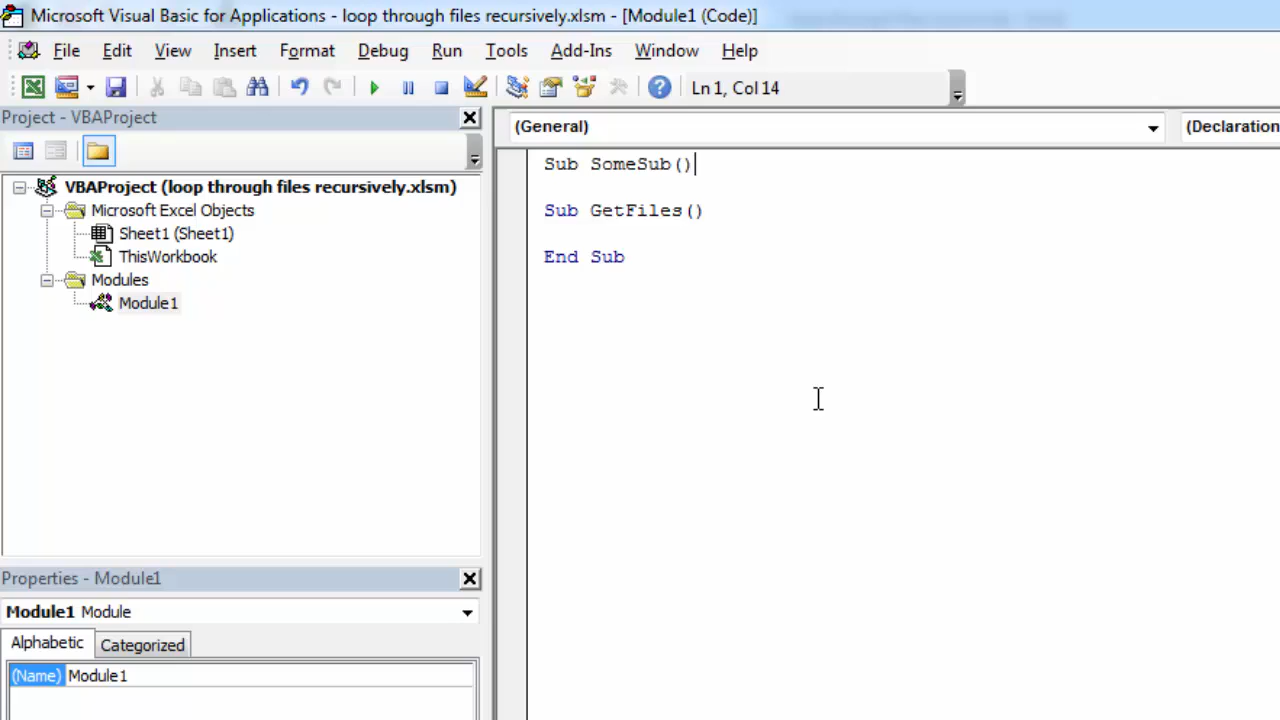 Microsoft Visual Basic for Applications - loop through files recursively.xlsm - [Module1 (Code)]
File Edit View Insert Format Debug Run Tools Add-Ins Window Help
Ln 1, Col 14
Project - VBAProject
(General)
(Declaration
VBAProject (loop through files recursively.xlsm)
Microsoft Excel Objects
Sheet1 (Sheet1)
ThisWorkbook
Modules
Module1
Sub SomeSub()
Sub GetFiles()
End Sub
Properties - Module1
Module1 Module
Alphabetic Categorized
(Name) Module1